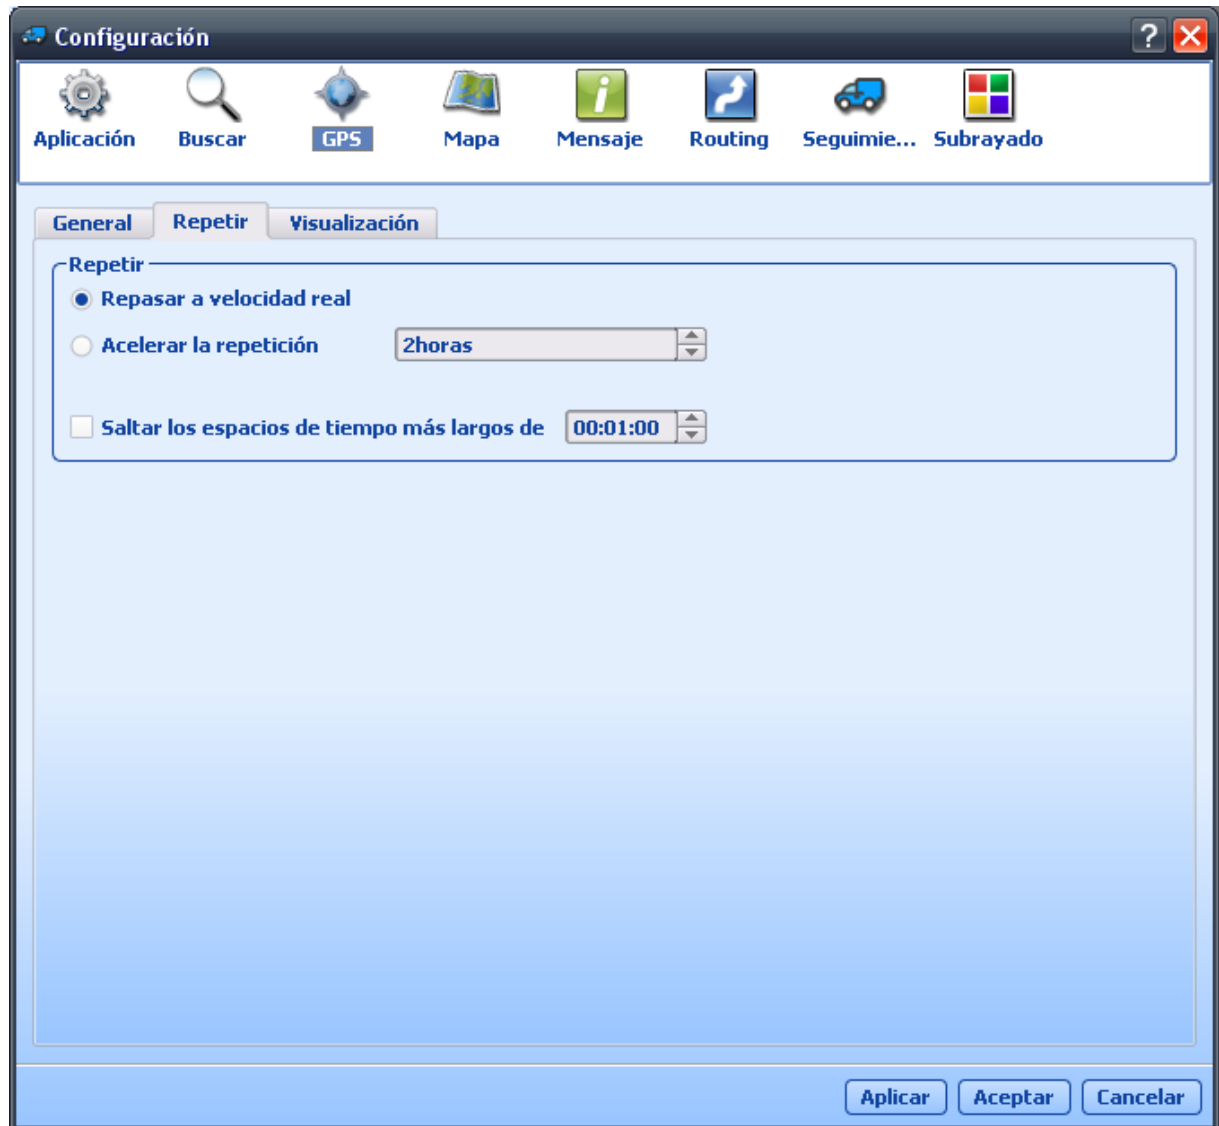 Configuración
Aplicación Buscar GPS Mapa Mensaje Routing Seguimie... Subrayado
General Repetir Visualización
Repetir
Repasar a velocidad real
Acelerar la repetición 2horas
Saltar los espacios de tiempo más largos de 00:01:00
Aplicar Aceptar Cancelar